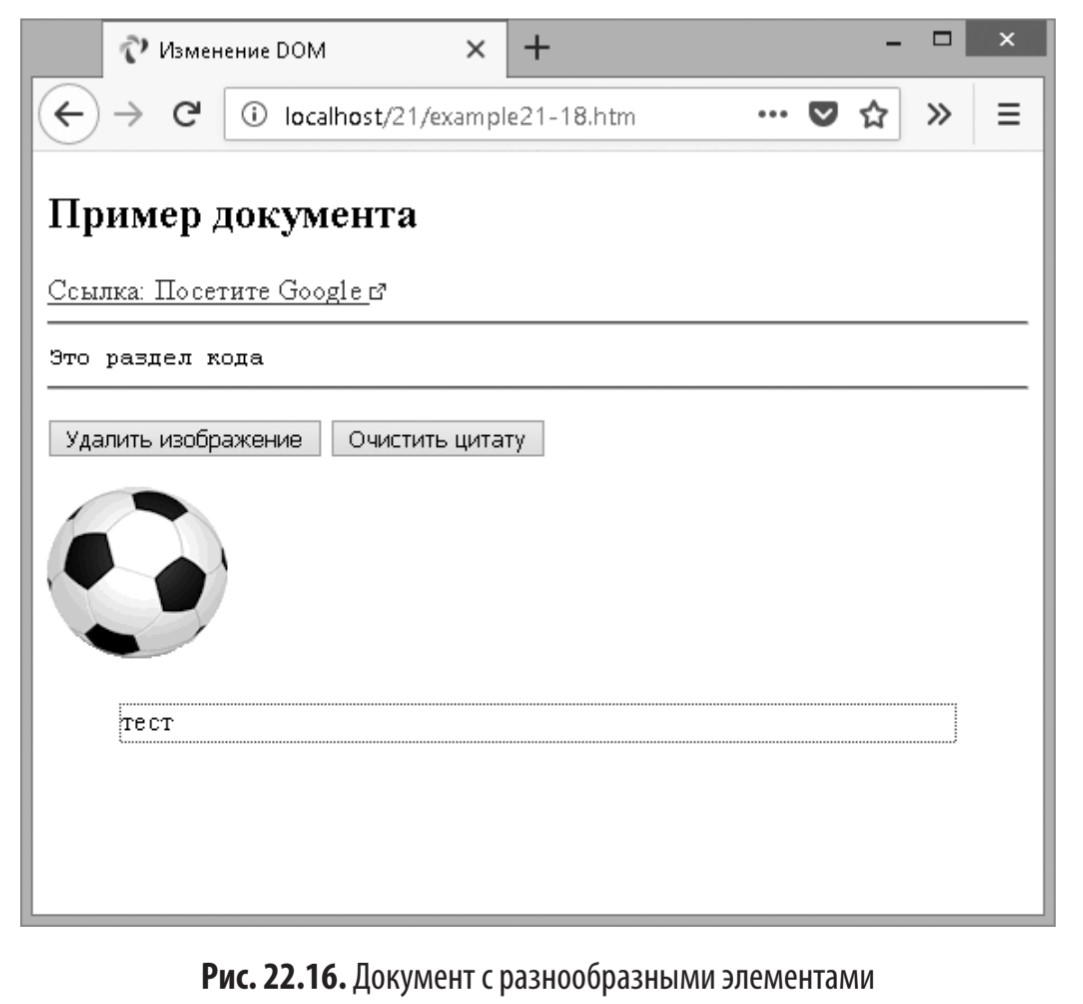 Изменение DOM
localhost/21/example21-18.htm
Пример документа
Ссылка: Посетите Google
Это раздел кода
Удалить изображение Очистить цитату
тест
Рис. 22.16. Документ с разнообразными элементами